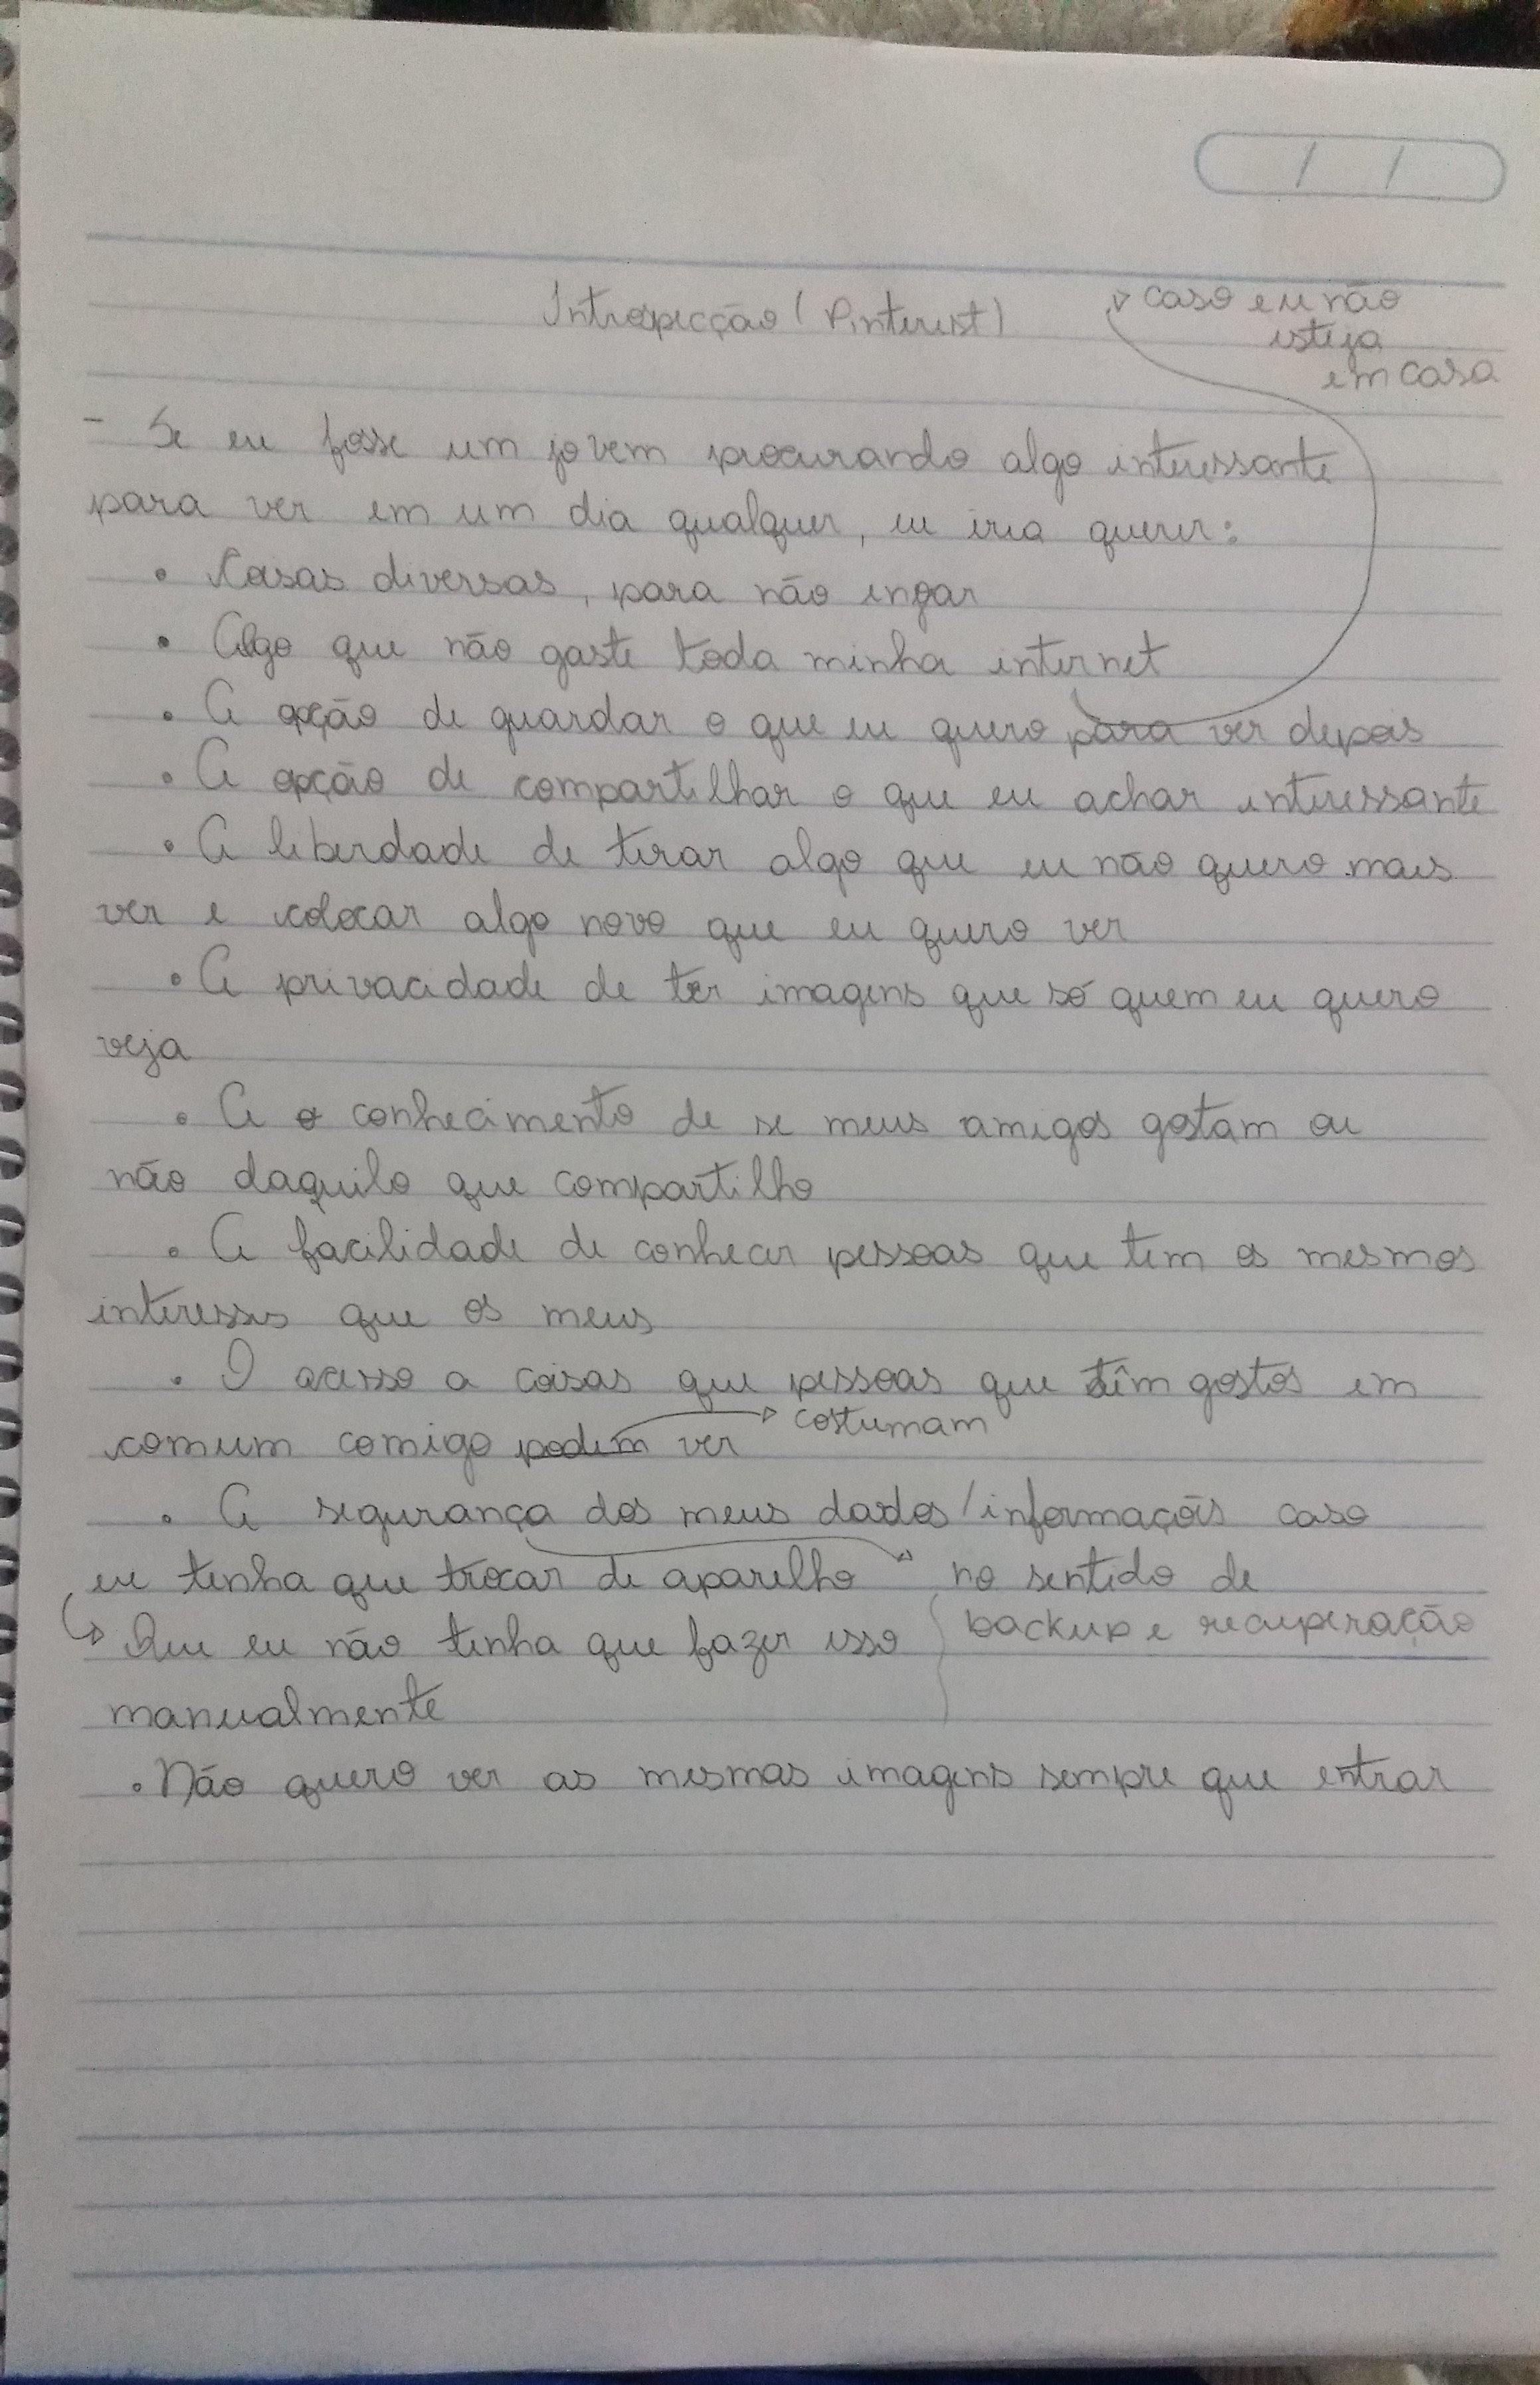 Introspecção (Pinterest)
caso eu não
esteja
em casa
- Se eu fosse um jovem procurando algo interessante
para ver em um dia qualquer, eu iria querer:
• Coisas diversas, para não enjoar
• Algo que não gaste toda minha internet
• A opção de guardar o que eu quero para ver depois
• A opção de compartilhar o que eu achar interessante
• A liberdade de tirar algo que eu não quero mais
ver e colocar algo novo que eu quero ver
• A privacidade de ter imagens que só quem eu quero
veja
• A o conhecimento de se meus amigos gostam ou
não daquilo que compartilho
• A facilidade de conhecer pessoas que tem os mesmos
interesses que os meus
• O acesso a coisas que pessoas que têm gostos em
comum comigo podem ver costumam
• A segurança dos meus dados/informações caso
eu tenha que trocar de aparelho no sentido de
backup e recuperação
Que eu não tenha que fazer isso
manualmente
• Não quero ver as mesmas imagens sempre que entrar